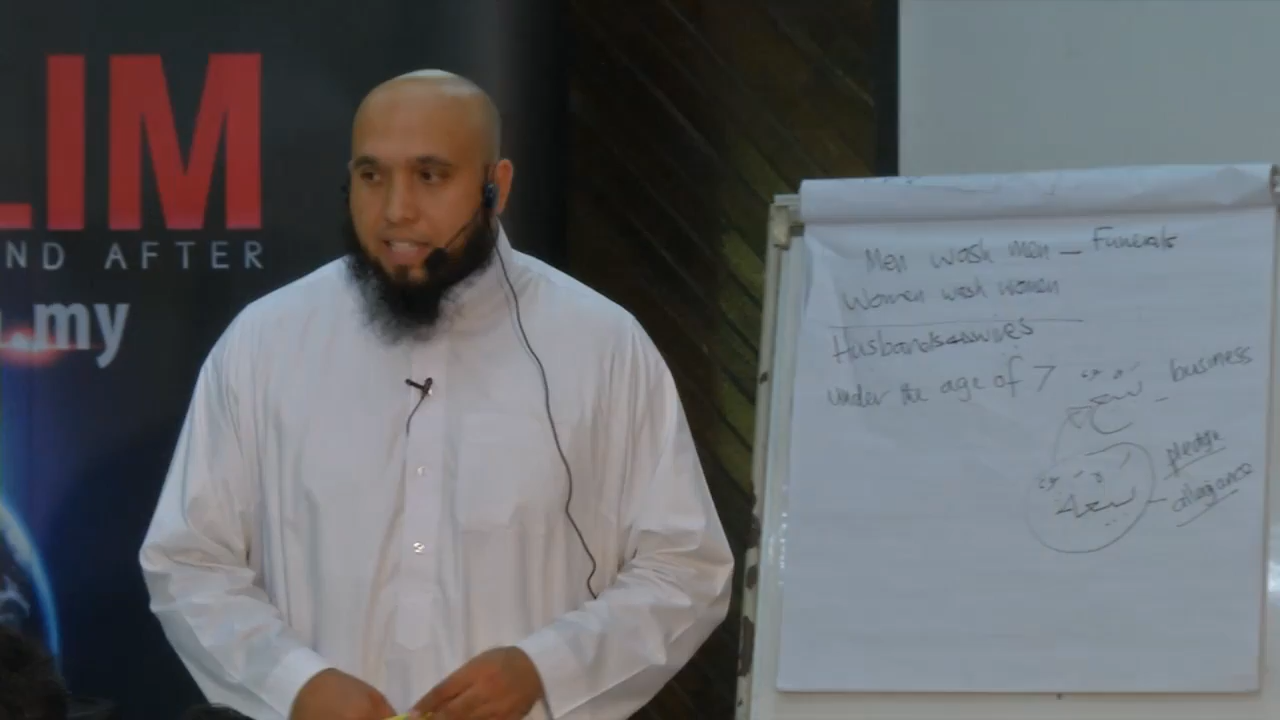 LIM
ND AFTER
.my
Men wash men — Funerals
Women wash women
Husbands⇔wives
under the age of 7
بيع - business
بيعة - pledge
allagance